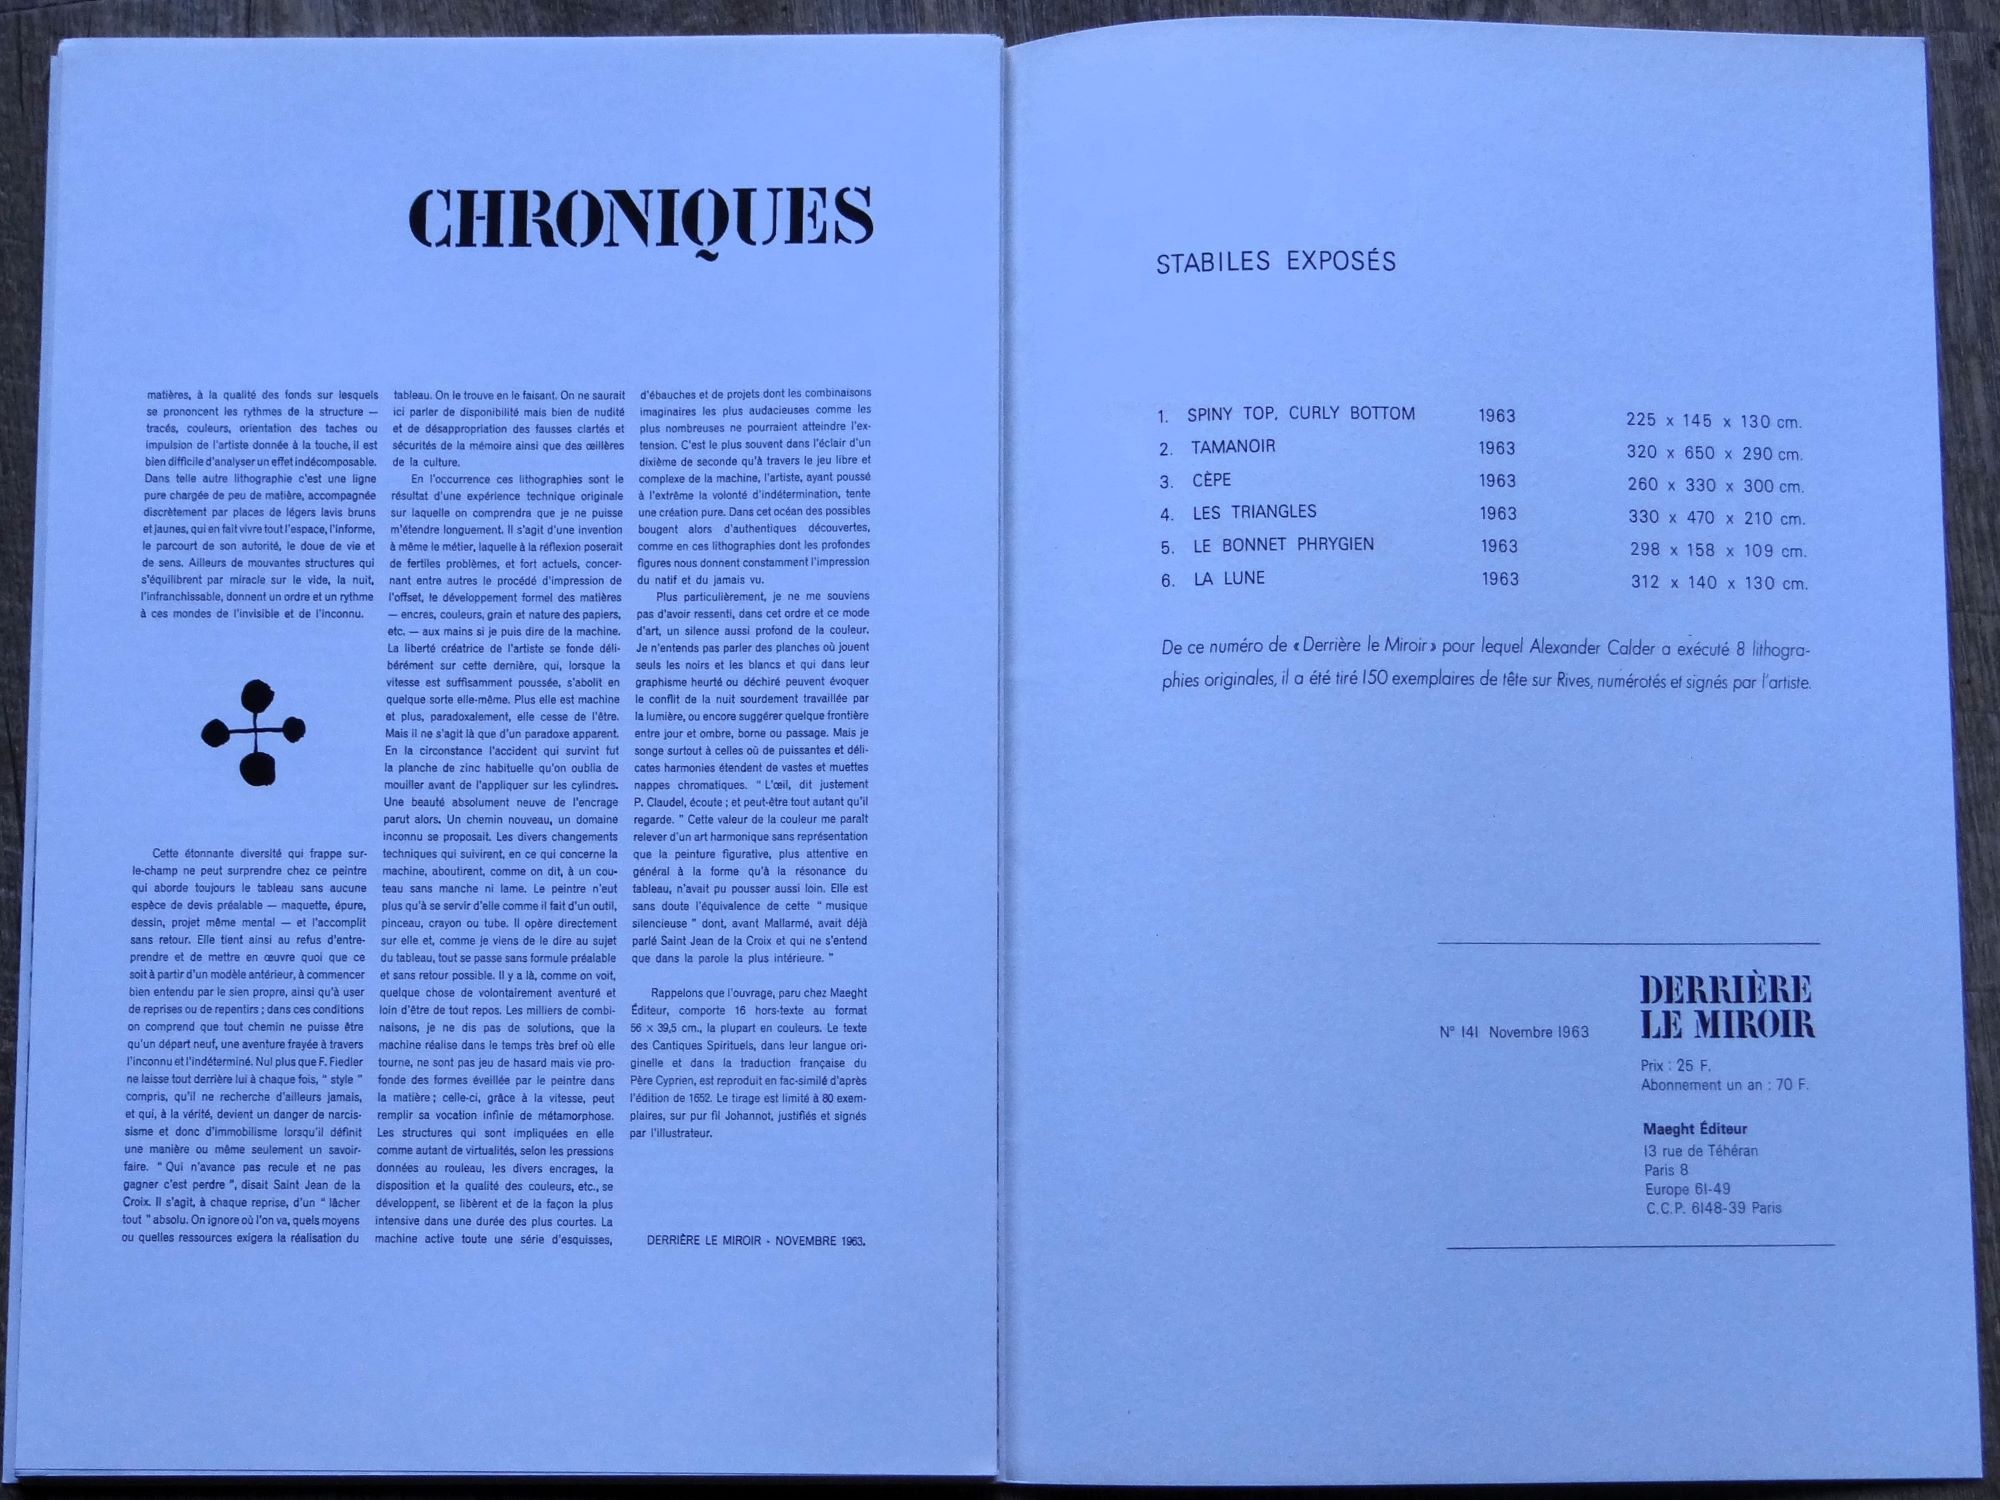 CHRONIQUES
matières, à la qualité des fonds sur lesquels
se prononcent les rythmes de la structure —
tracés, couleurs, orientation des taches ou
impulsion de l'artiste donnée à la touche, il est
bien difficile d'analyser un effet indécomposable.
Dans telle autre lithographie c'est une ligne
pure chargée de peu de matière, accompagnée
discrètement par places de légers lavis bruns
et jaunes, qui en fait vivre tout l'espace, l'informe,
le parcourt de son autorité, le doue de vie et
de sens. Ailleurs de mouvantes structures qui
s'équilibrent par miracle sur le vide, la nuit,
l'infranchissable, donnent un ordre et un rythme
à ces mondes de l'invisible et de l'inconnu.
Cette étonnante diversité qui frappe sur-
le-champ ne peut surprendre chez ce peintre
qui aborde toujours le tableau sans aucune
espèce de devis préalable — maquette, épure,
dessin, projet même mental — et l'accomplit
sans retour. Elle tient ainsi au refus d'entre-
prendre et de mettre en œuvre quoi que ce
soit à partir d'un modèle antérieur, à commencer
bien entendu par le sien propre, ainsi qu'à user
de reprises ou de repentirs ; dans ces conditions
on comprend que tout chemin ne puisse être
qu'un départ neuf, une aventure frayée à travers
l'inconnu et l'indéterminé. Nul plus que F. Fiedler
ne laisse tout derrière lui à chaque fois, " style "
compris, qu'il ne recherche d'ailleurs jamais,
et qui, à la vérité, devient un danger de narcis-
sisme et donc d'immobilisme lorsqu'il définit
une manière ou même seulement un savoir-
faire. " Qui n'avance pas recule et ne pas
gagner c'est perdre ", disait Saint Jean de la
Croix. Il s'agit, à chaque reprise, d'un " lâcher
tout " absolu. On ignore où l'on va, quels moyens
ou quelles ressources exigera la réalisation du
tableau. On le trouve en le faisant. On ne saurait
ici parler de disponibilité mais bien de nudité
et de désappropriation des fausses clartés et
sécurités de la mémoire ainsi que des œillères
de la culture.
En l'occurrence ces lithographies sont le
résultat d'une expérience technique originale
sur laquelle on comprendra que je ne puisse
m'étendre longuement. Il s'agit d'une invention
à même le métier, laquelle à la réflexion poserait
de fertiles problèmes, et fort actuels, concer-
nant entre autres le procédé d'impression de
l'offset, le développement formel des matières
— encres, couleurs, grain et nature des papiers,
etc. — aux mains si je puis dire de la machine.
La liberté créatrice de l'artiste se fonde déli-
bérément sur cette dernière, qui, lorsque la
vitesse est suffisamment poussée, s'abolit en
quelque sorte elle-même. Plus elle est machine
et plus, paradoxalement, elle cesse de l'être.
Mais il ne s'agit là que d'un paradoxe apparent.
En la circonstance l'accident qui survint fut
la planche de zinc habituelle qu'on oublia de
mouiller avant de l'appliquer sur les cylindres.
Une beauté absolument neuve de l'encrage
parut alors. Un chemin nouveau, un domaine
inconnu se proposait. Les divers changements
techniques qui suivirent, en ce qui concerne la
machine, aboutirent, comme on dit, à un cou-
teau sans manche ni lame. Le peintre n'eut
plus qu'à se servir d'elle comme il fait d'un outil,
pinceau, crayon ou tube. Il opère directement
sur elle et, comme je viens de le dire au sujet
du tableau, tout se passe sans formule préalable
et sans retour possible. Il y a là, comme on voit,
quelque chose de volontairement aventuré et
loin d'être de tout repos. Les milliers de combi-
naisons, je ne dis pas de solutions, que la
machine réalise dans le temps très bref où elle
tourne, ne sont pas jeu de hasard mais vie pro-
fonde des formes éveillée par le peintre dans
la matière ; celle-ci, grâce à la vitesse, peut
remplir sa vocation infinie de métamorphose.
Les structures qui sont impliquées en elle
comme autant de virtualités, selon les pressions
données au rouleau, les divers encrages, la
disposition et la qualité des couleurs, etc., se
développent, se libèrent et de la façon la plus
intensive dans une durée des plus courtes. La
machine active toute une série d'esquisses,
d'ébauches et de projets dont les combinaisons
imaginaires les plus audacieuses comme les
plus nombreuses ne pourraient atteindre l'ex-
tension. C'est le plus souvent dans l'éclair d'un
dixième de seconde qu'à travers le jeu libre et
complexe de la machine, l'artiste, ayant poussé
à l'extrême la volonté d'indétermination, tente
une création pure. Dans cet océan des possibles
bougent alors d'authentiques découvertes,
comme en ces lithographies dont les profondes
figures nous donnent constamment l'impression
du natif et du jamais vu.
Plus particulièrement, je ne me souviens
pas d'avoir ressenti, dans cet ordre et ce mode
d'art, un silence aussi profond de la couleur.
Je n'entends pas parler des planches où jouent
seuls les noirs et les blancs et qui dans leur
graphisme heurté ou déchiré peuvent évoquer
le conflit de la nuit sourdement travaillée par
la lumière, ou encore suggérer quelque frontière
entre jour et ombre, borne ou passage. Mais je
songe surtout à celles où de puissantes et déli-
cates harmonies étendent de vastes et muettes
nappes chromatiques. " L'œil, dit justement
P. Claudel, écoute ; et peut-être tout autant qu'il
regarde. " Cette valeur de la couleur me paraît
relever d'un art harmonique sans représentation
que la peinture figurative, plus attentive en
général à la forme qu'à la résonance du
tableau, n'avait pu pousser aussi loin. Elle est
sans doute l'équivalence de cette " musique
silencieuse " dont, avant Mallarmé, avait déjà
parlé Saint Jean de la Croix et qui ne s'entend
que dans la parole la plus intérieure. "
Rappelons que l'ouvrage, paru chez Maeght
Éditeur, comporte 16 hors-texte au format
56 × 39,5 cm., la plupart en couleurs. Le texte
des Cantiques Spirituels, dans leur langue ori-
ginelle et dans la traduction française du
Père Cyprien, est reproduit en fac-similé d'après
l'édition de 1652. Le tirage est limité à 80 exem-
plaires, sur pur fil Johannot, justifiés et signés
par l'illustrateur.
DERRIÈRE LE MIROIR - NOVEMBRE 1963.
STABILES EXPOSÉS
1. SPINY TOP, CURLY BOTTOM 1963 225 x 145 x 130 cm.
2. TAMANOIR 1963 320 x 650 x 290 cm.
3. CÈPE 1963 260 x 330 x 300 cm.
4. LES TRIANGLES 1963 330 x 470 x 210 cm.
5. LE BONNET PHRYGIEN 1963 298 x 158 x 109 cm.
6. LA LUNE 1963 312 x 140 x 130 cm.
De ce numéro de « Derrière le Miroir » pour lequel Alexander Calder a exécuté 8 lithogra-
phies originales, il a été tiré 150 exemplaires de tête sur Rives, numérotés et signés par l'artiste.
DERRIÈRE
LE MIROIR
N° 141 Novembre 1963
Prix : 25 F.
Abonnement un an : 70 F.
Maeght Éditeur
13 rue de Téhéran
Paris 8
Europe 61-49
C.C.P. 6148-39 Paris